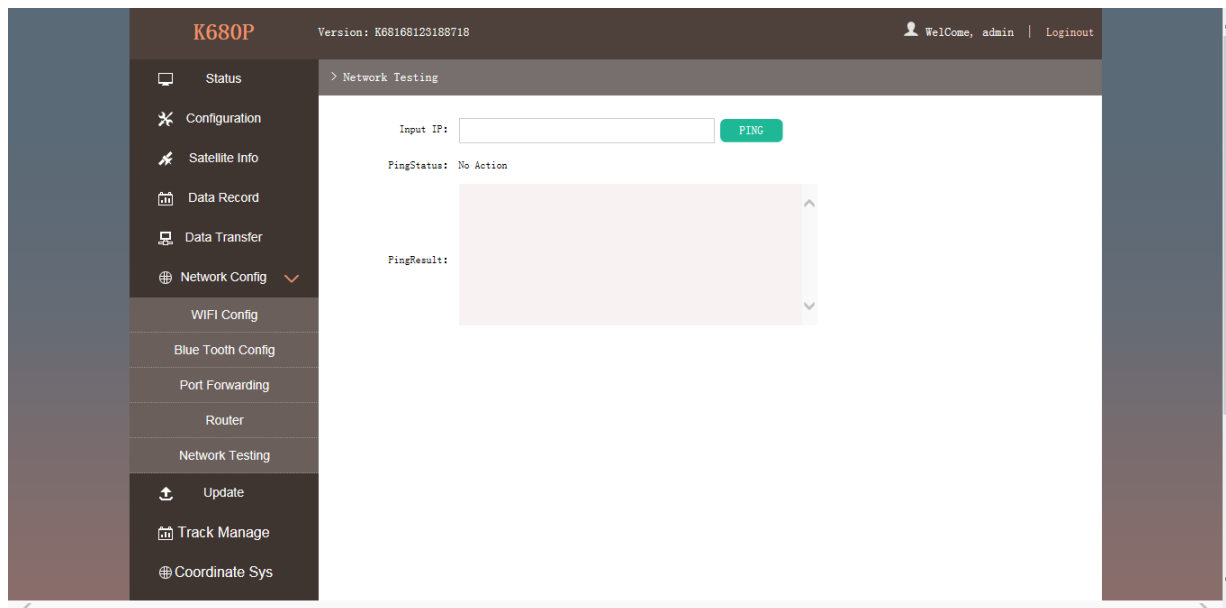 K680P
Version: K68168123188718
WelCome, admin | Loginout
Status
Configuration
Satellite Info
Data Record
Data Transfer
Network Config
WIFI Config
Blue Tooth Config
Port Forwarding
Router
Network Testing
Update
Track Manage
Coordinate Sys
> Network Testing
Input IP:
PING
PingStatus: No Action
PingResult: